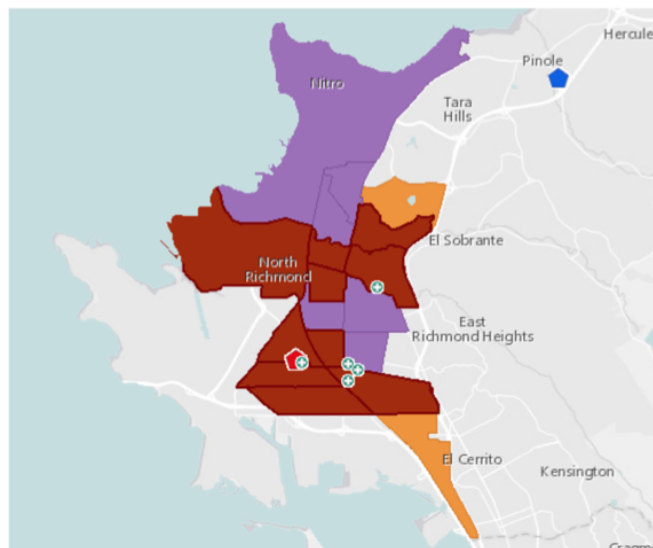 Hercule
Pinole
Nitro
Tara
Hills
El Sobrante
North
Richmond
East
Richmond Heights
El Cerrito
Kensington